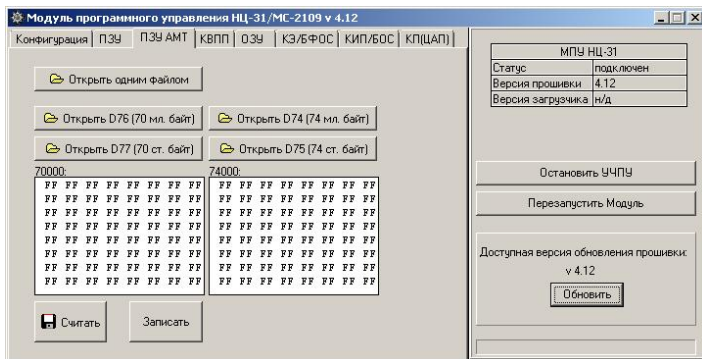 Модуль программного управления НЦ-31/МС-2109 v 4.12
Конфигурация ПЗУ ПЗУ АМТ КВПП ОЗУ КЭ/БФОС КИП/БОС КП(ЦАП)
Открыть одним файлом
Открыть D76 (70 мл. байт) Открыть D74 (74 мл. байт)
Открыть D77 (70 ст. байт) Открыть D75 (74 ст. байт)
70000: 74000:
FF FF FF FF FF FF FF FF FF FF FF FF FF FF FF FF
FF FF FF FF FF FF FF FF FF FF FF FF FF FF FF FF
FF FF FF FF FF FF FF FF FF FF FF FF FF FF FF FF
FF FF FF FF FF FF FF FF FF FF FF FF FF FF FF FF
FF FF FF FF FF FF FF FF FF FF FF FF FF FF FF FF
FF FF FF FF FF FF FF FF FF FF FF FF FF FF FF FF
FF FF FF FF FF FF FF FF FF FF FF FF FF FF FF FF
FF FF FF FF FF FF FF FF FF FF FF FF FF FF FF FF
Считать Записать
МПУ НЦ-31
Статус подключен
Версия прошивки 4.12
Версия загрузчика н/д
Остановить УЧПУ
Перезапустить Модуль
Доступная версия обновления прошивки:
v 4.12
Обновить